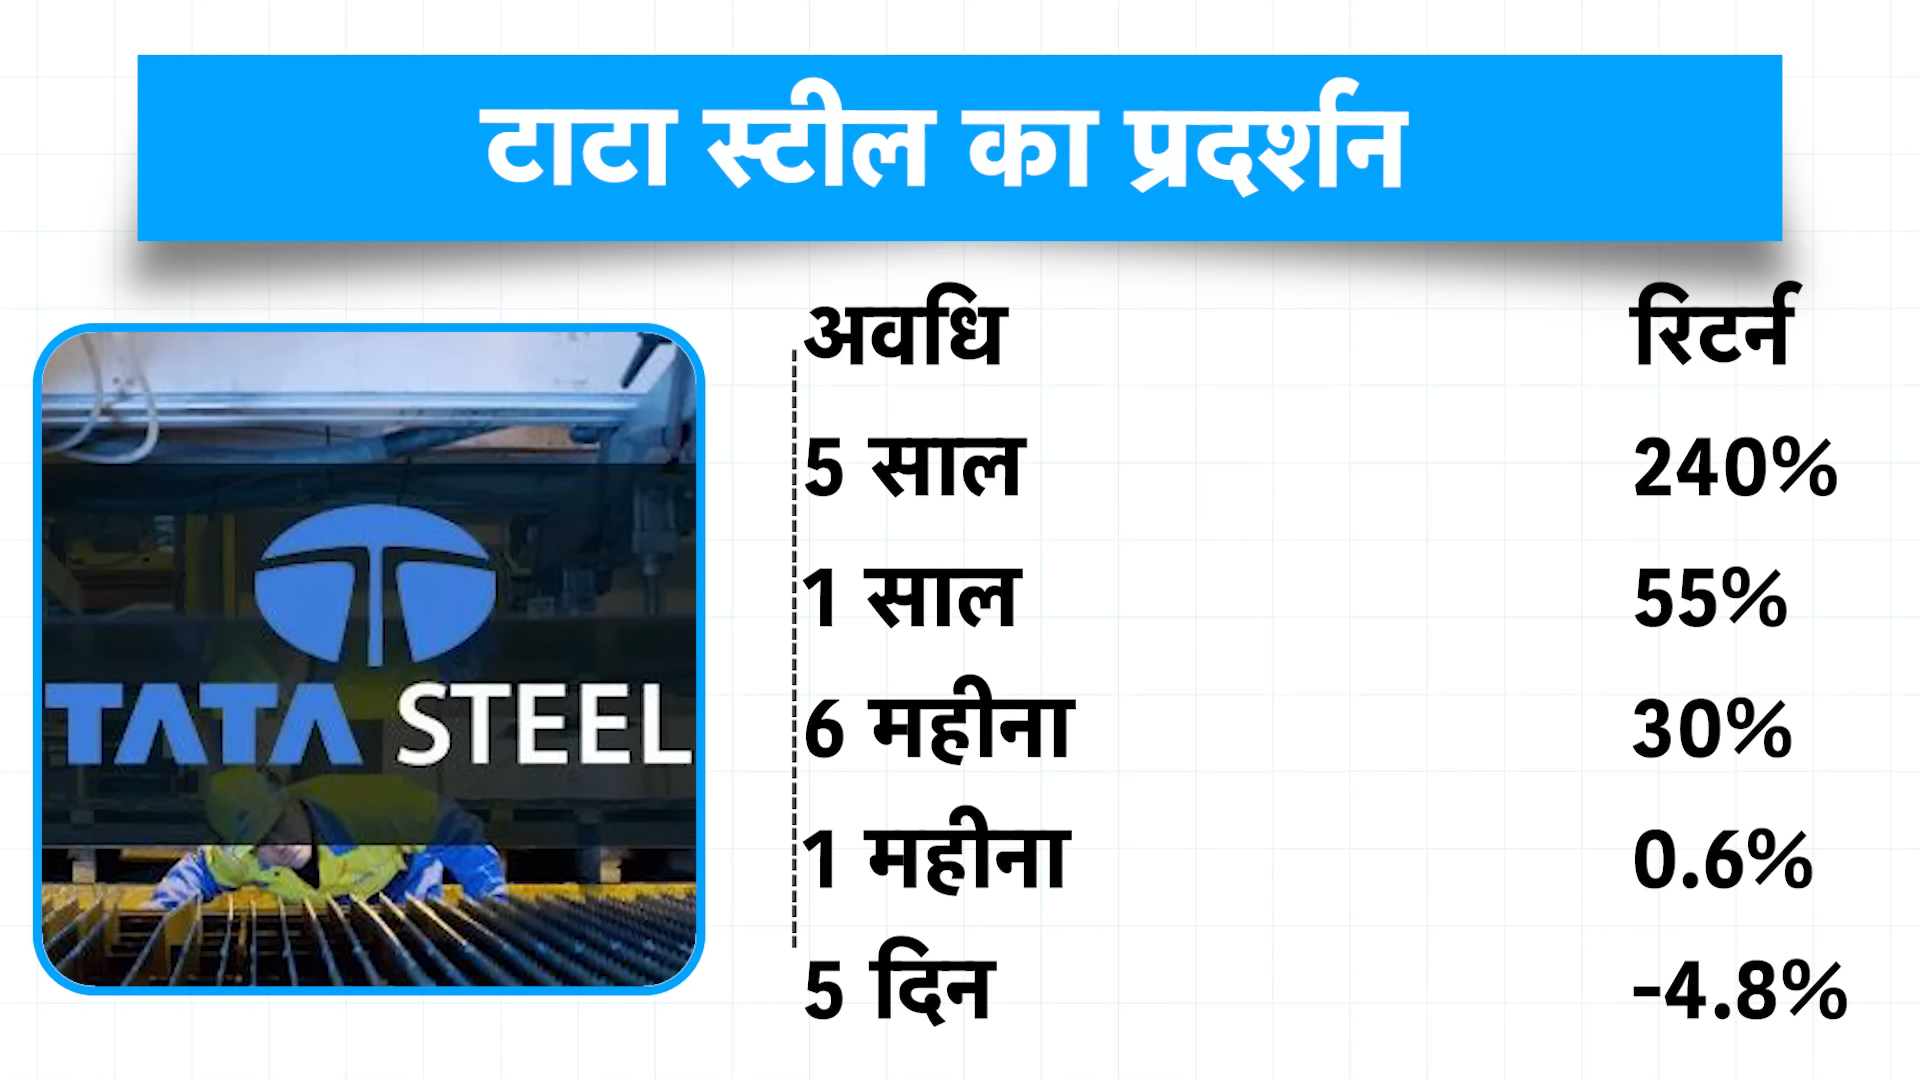 टाटा स्टील का प्रदर्शन
TATA STEEL
अवधि रिटर्न
5 साल 240%
1 साल 55%
6 महीना 30%
1 महीना 0.6%
5 दिन -4.8%